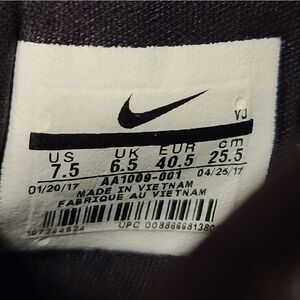 VJ
US UK EUR cm
7.5 6.5 40.5 25.5
AA1009-001
01/20/17 04/25/17
MADE IN VIETNAM
FABRIQUE AU VIETNAM
UPC